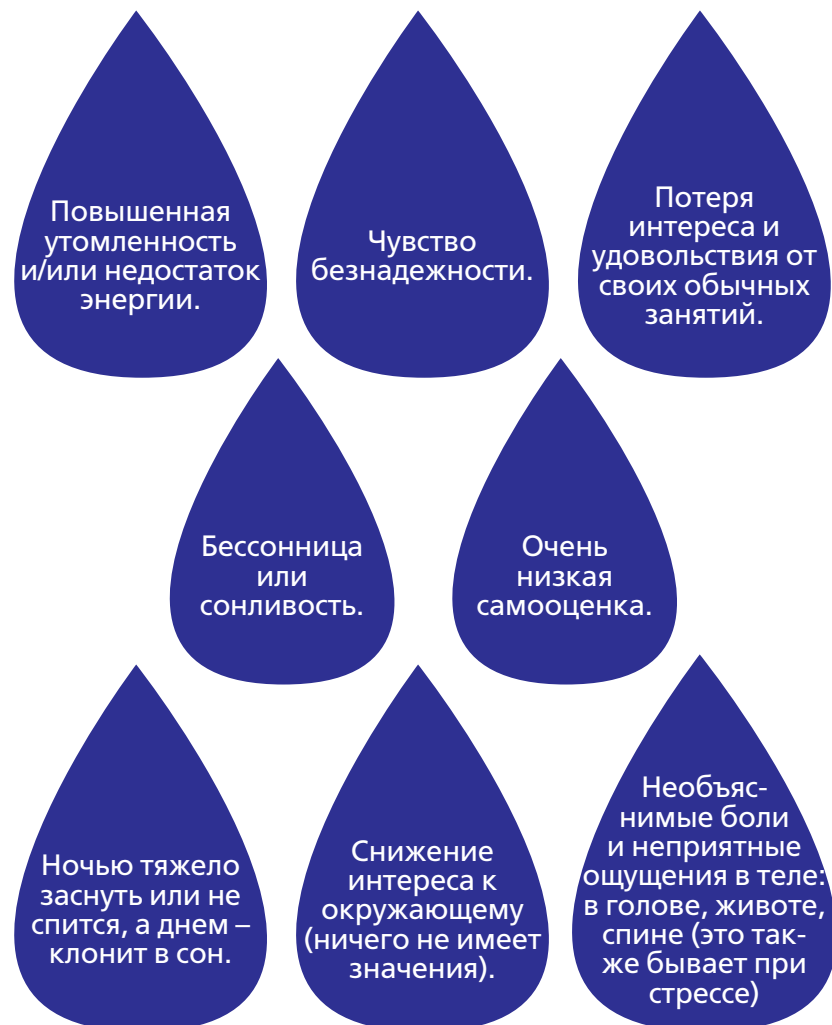 Повышенная
утомленность
и/или недостаток
энергии.
Чувство
безнадежности.
Потеря
интереса и
удовольствия от
своих обычных
занятий.
Бессонница
или
сонливость.
Очень
низкая
самооценка.
Ночью тяжело
заснуть или не
спится, а днем –
клонит в сон.
Снижение
интереса к
окружающему
(ничего не имеет
значения).
Необъяс-
нимые боли
и неприятные
ощущения в теле:
в голове, животе,
спине (это так-
же бывает при
стрессе)